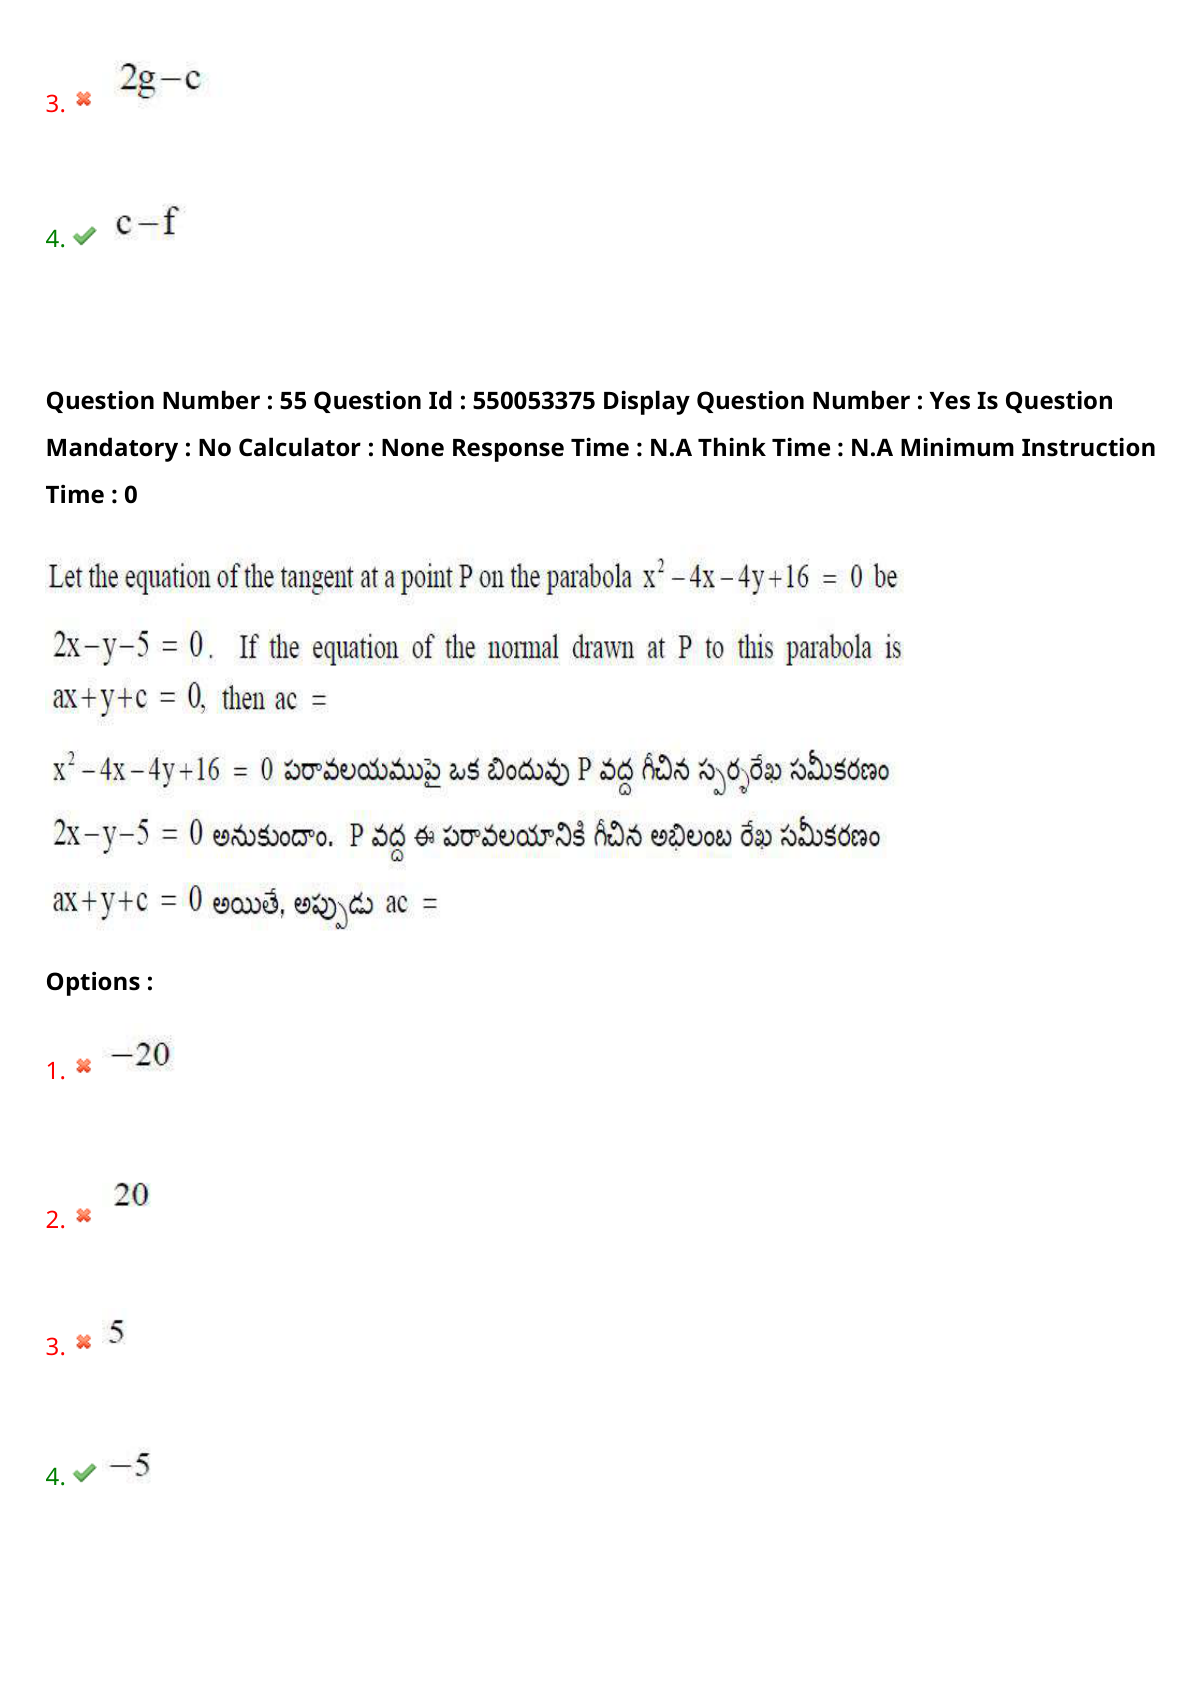 3. 2g−c
4. c−f
Question Number : 55 Question Id : 550053375 Display Question Number : Yes Is Question
Mandatory : No Calculator : None Response Time : N.A Think Time : N.A Minimum Instruction
Time : 0
Let the equation of the tangent at a point P on the parabola x² − 4x − 4y + 16 = 0 be
2x−y−5 = 0. If the equation of the normal drawn at P to this parabola is
ax+y+c = 0, then ac =
x² − 4x − 4y + 16 = 0 పరావలయముపై ఒక బిందువు P వద్ద గీచిన స్పర్శరేఖ సమీకరణం
2x−y−5 = 0 అనుకుందాం. P వద్ద ఈ పరావలయానికి గీచిన అభిలంబ రేఖ సమీకరణం
ax+y+c = 0 అయితే, అప్పుడు ac =
Options :
1. −20
2. 20
3. 5
4. −5